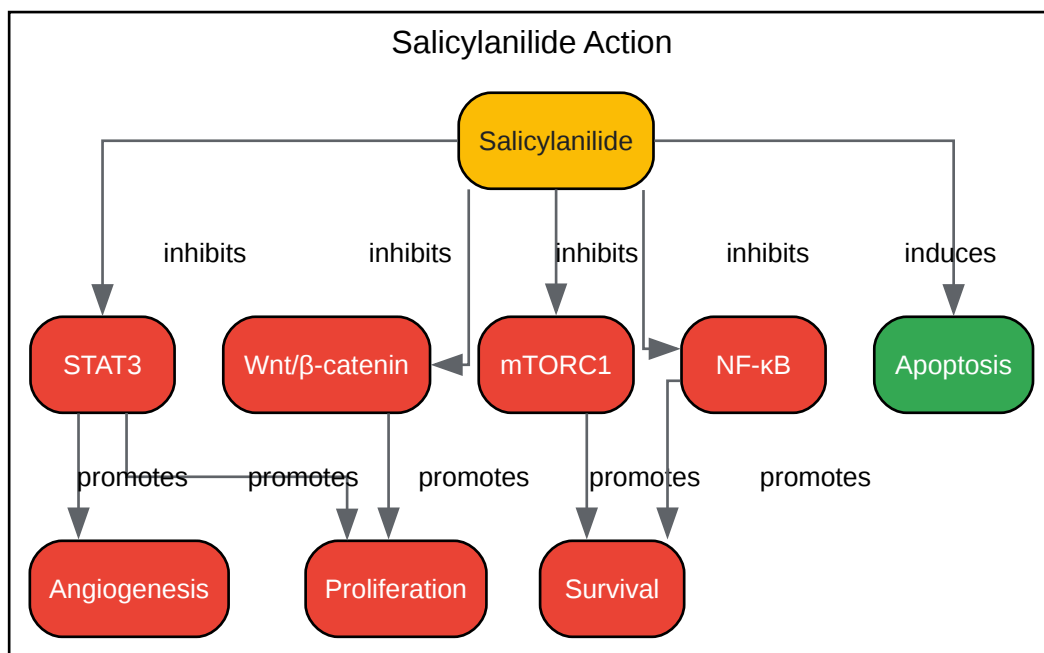 Salicylanilide Action
Salicylanilide
inhibits inhibits inhibits inhibits induces
STAT3 Wnt/β-catenin mTORC1 NF-κB Apoptosis
promotes promotes promotes promotes promotes
Angiogenesis Proliferation Survival